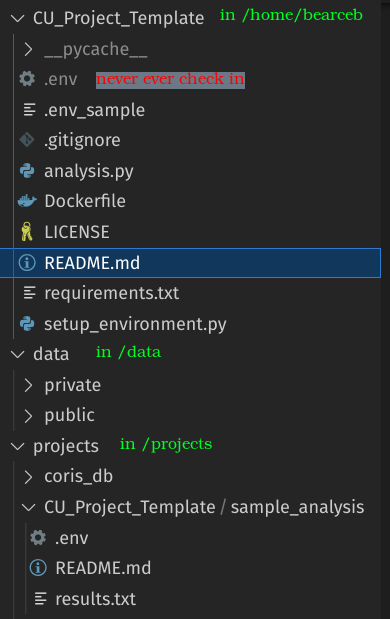 CU_Project_Template in /home/bearceb
__pycache__
.env never ever check in
.env_sample
.gitignore
analysis.py
Dockerfile
LICENSE
README.md
requirements.txt
setup_environment.py
data in /data
private
public
projects in /projects
coris_db
CU_Project_Template / sample_analysis
.env
README.md
results.txt